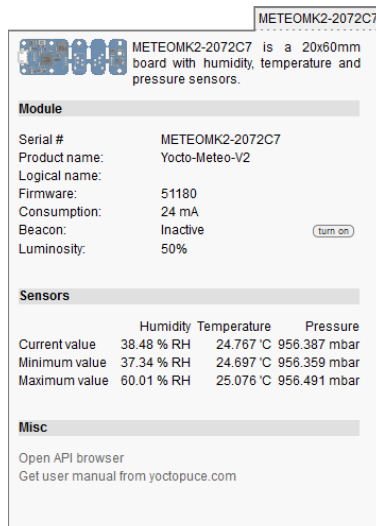 METEOMK2-2072C7
METEOMK2-2072C7 is a 20x60mm
board with humidity, temperature and
pressure sensors.
Module
Serial # METEOMK2-2072C7
Product name: Yocto-Meteo-V2
Logical name:
Firmware: 51180
Consumption: 24 mA
Beacon: Inactive turn on
Luminosity: 50%
Sensors
Humidity Temperature Pressure
Current value 38.48 % RH 24.767 'C 956.387 mbar
Minimum value 37.34 % RH 24.697 'C 956.359 mbar
Maximum value 60.01 % RH 25.076 'C 956.491 mbar
Misc
Open API browser
Get user manual from yoctopuce.com